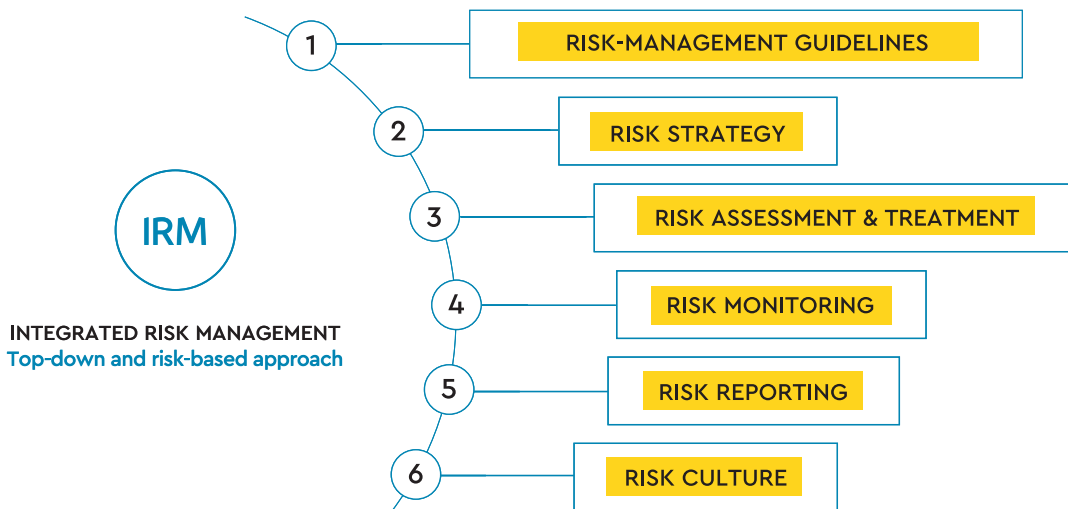 1
RISK-MANAGEMENT GUIDELINES
2
RISK STRATEGY
3
RISK ASSESSMENT & TREATMENT
IRM
4
RISK MONITORING
INTEGRATED RISK MANAGEMENT
Top-down and risk-based approach
5
RISK REPORTING
6
RISK CULTURE